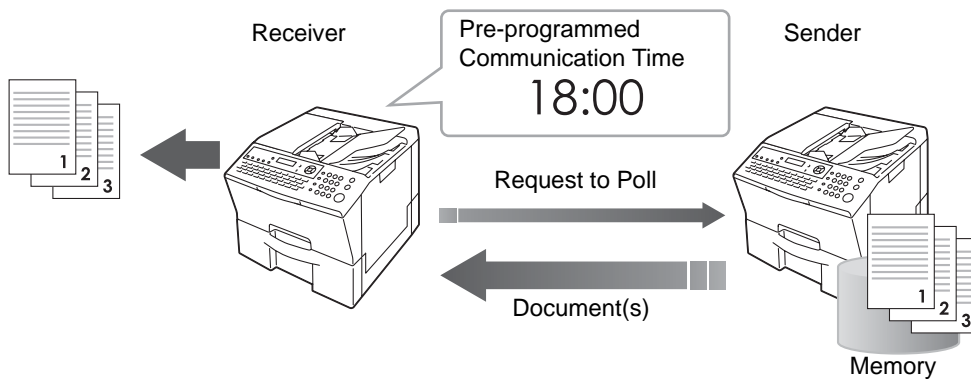 Receiver
Pre-programmed
Communication Time
18:00
Sender
1
2
3
Request to Poll
Document(s)
1
2
3
Memory